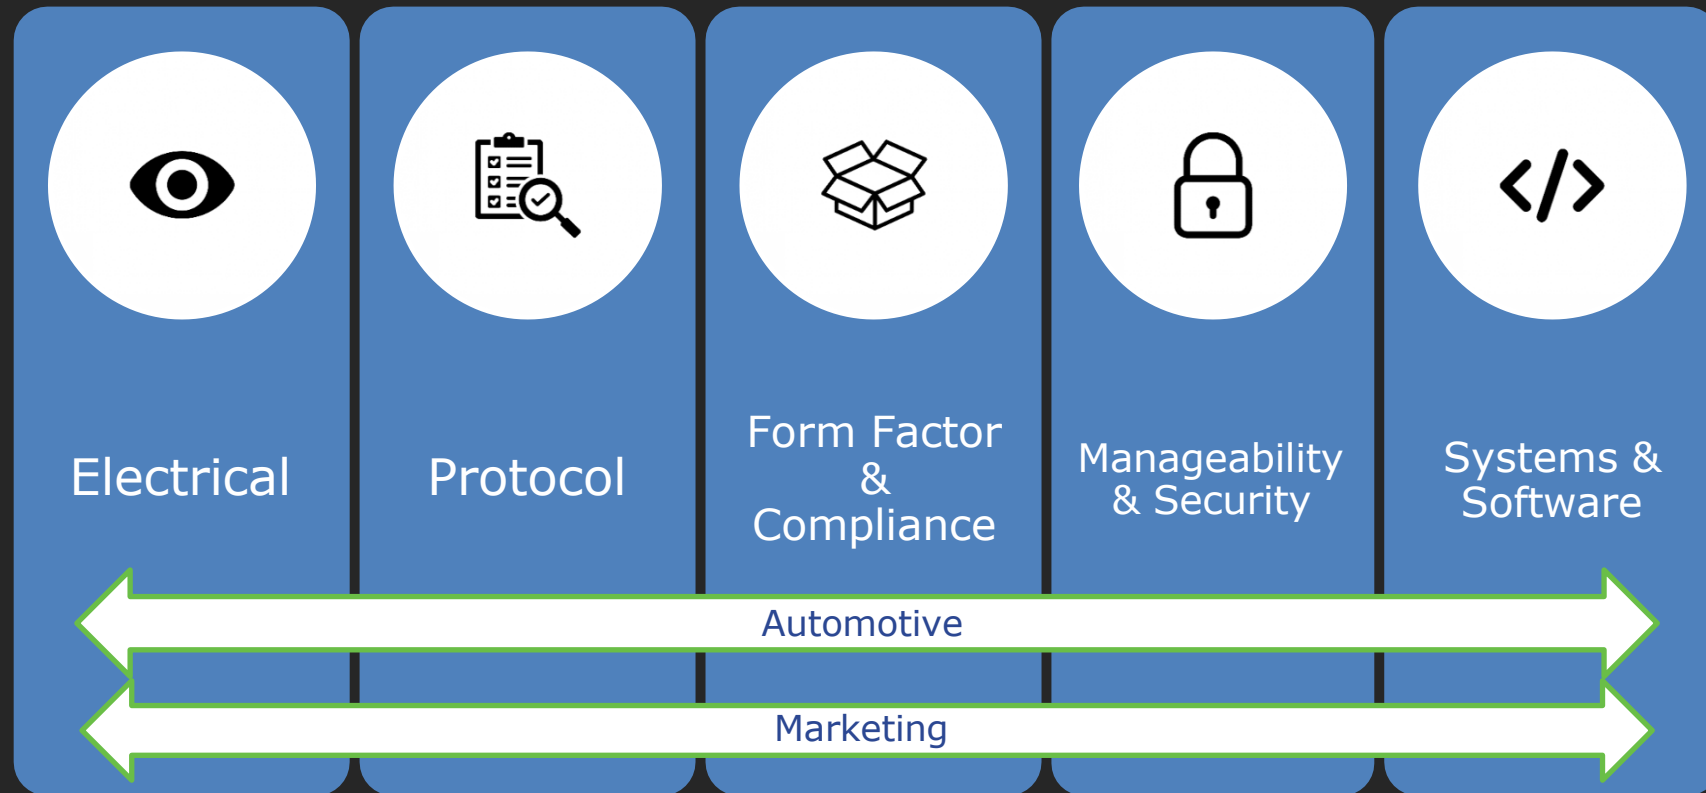 Electrical
Protocol
Form Factor
&
Compliance
Manageability
& Security
Systems &
Software
Automotive
Marketing